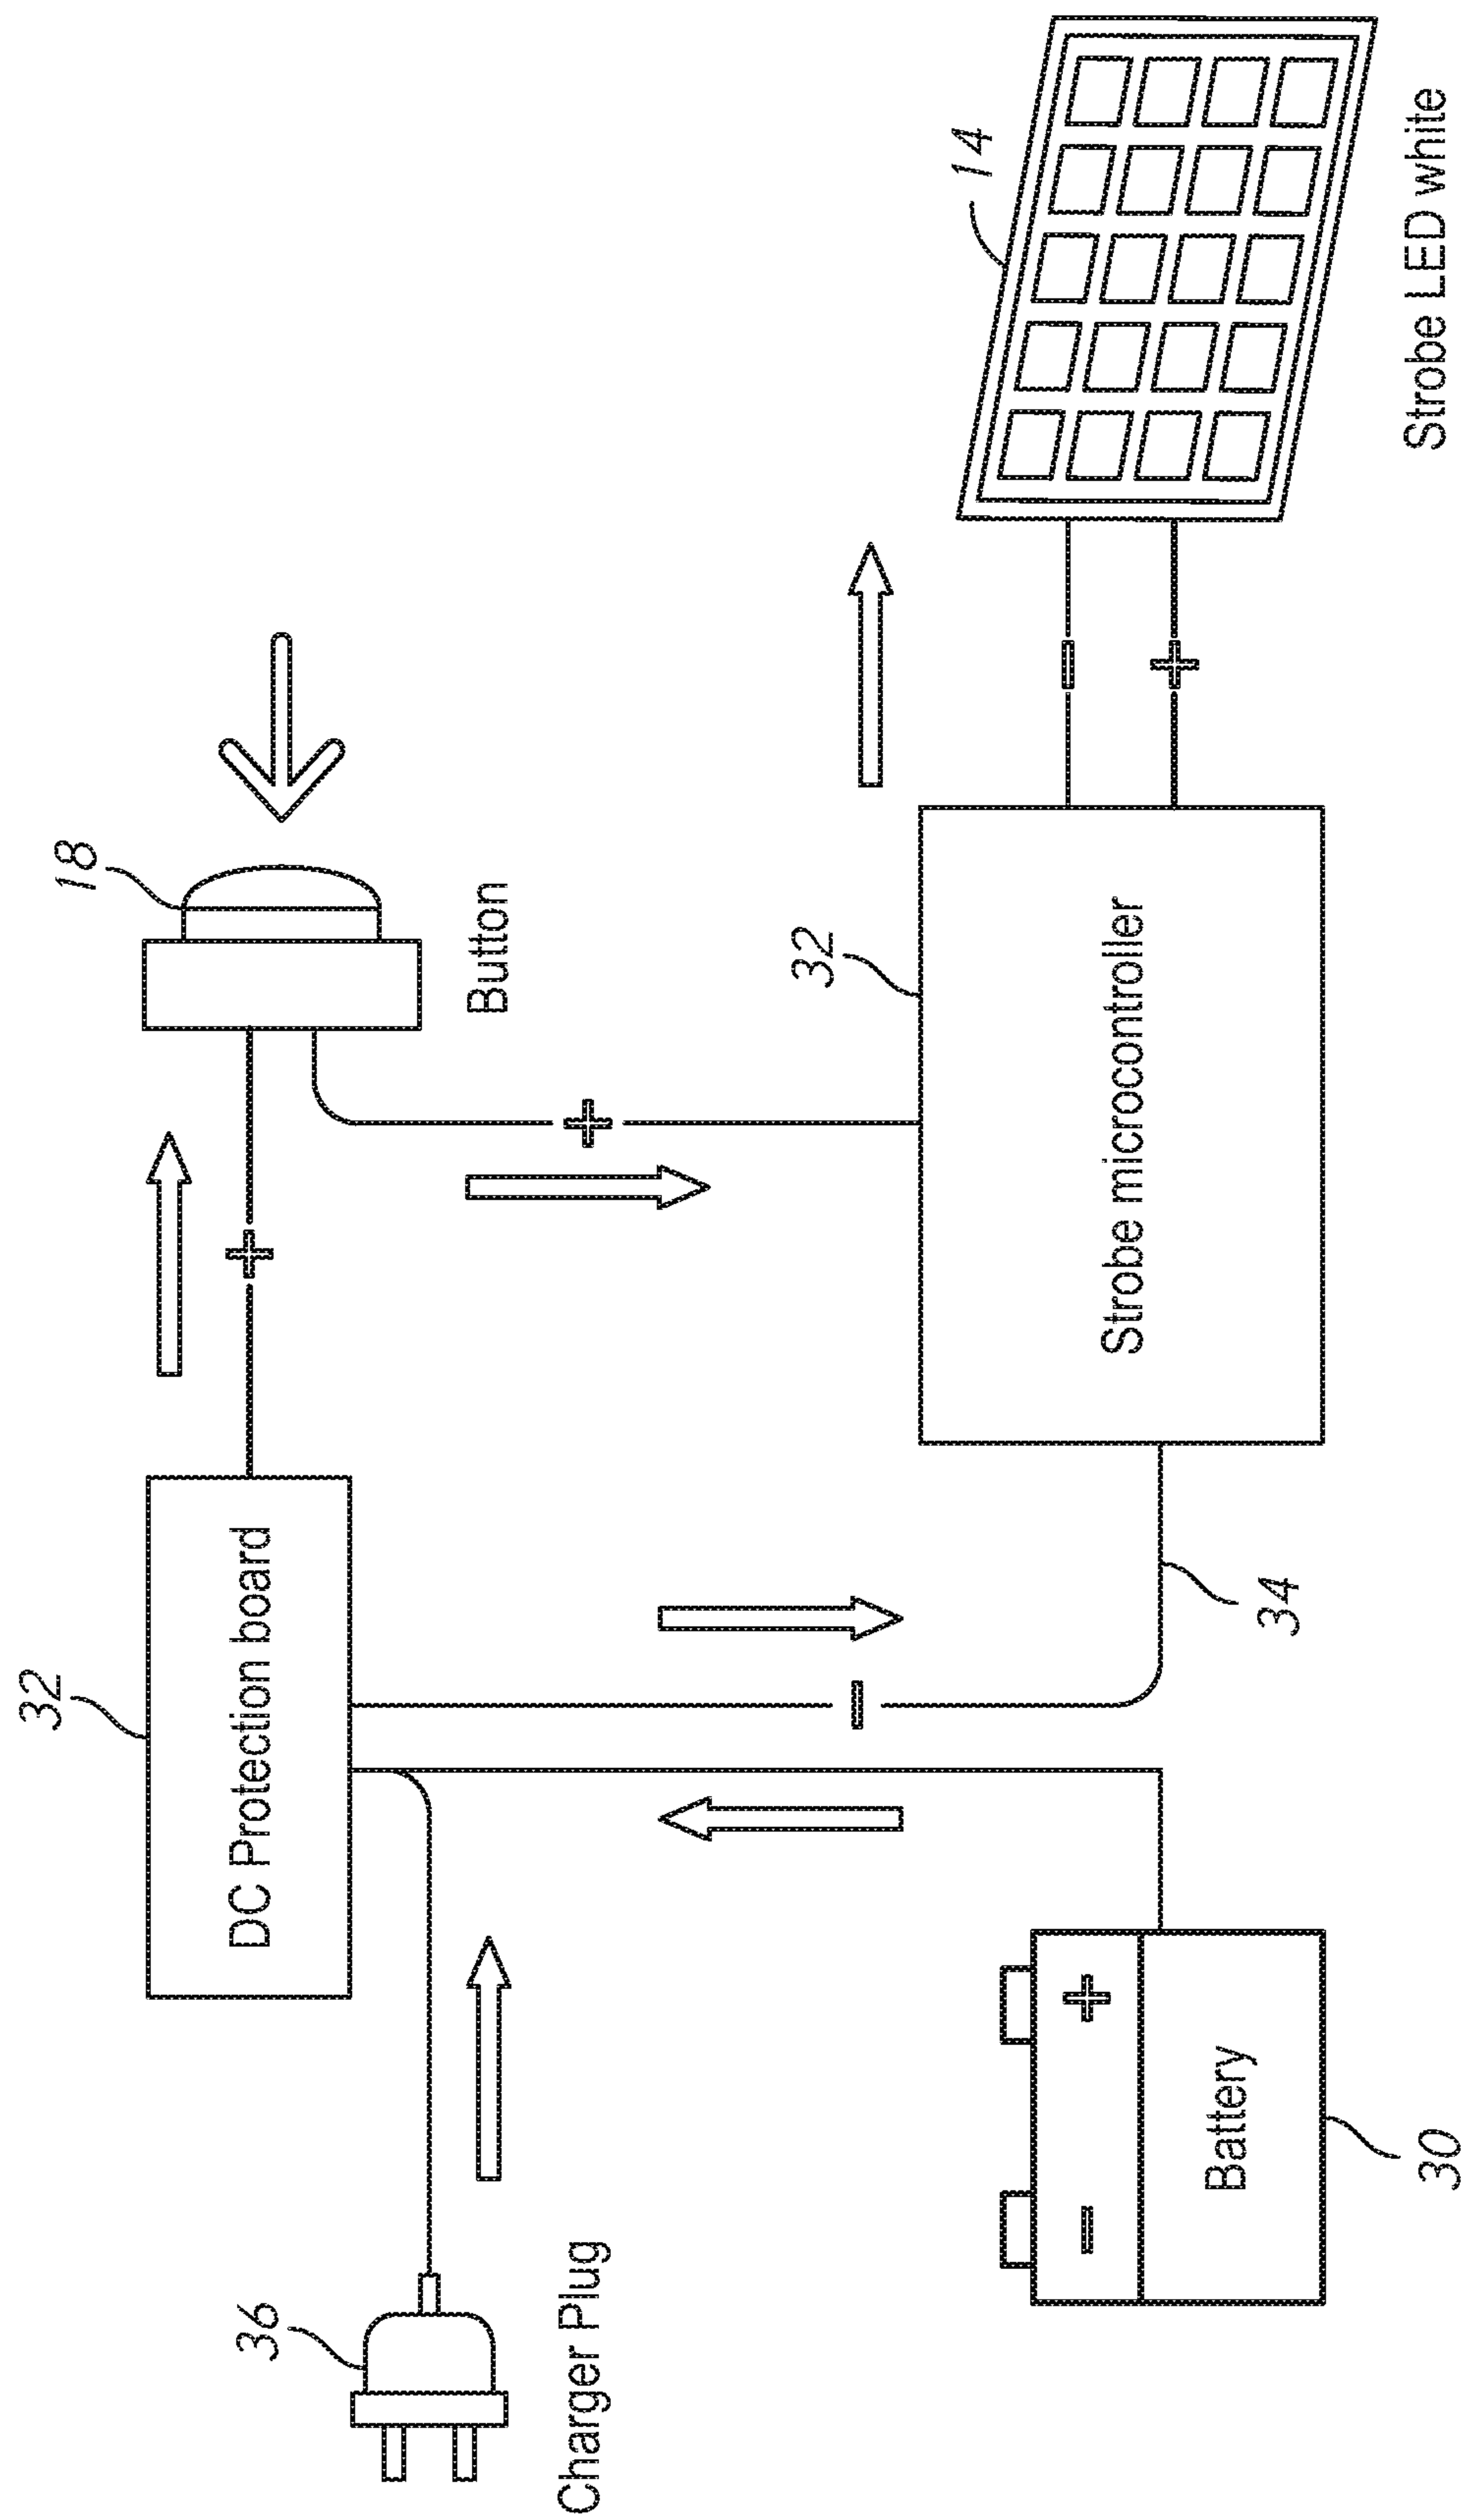 32
18
36
DC Protection board
+
Button
Charger Plug
+
32
−
14
−
− +
Strobe microcontroller
+
Battery
34
30
Strobe LED white